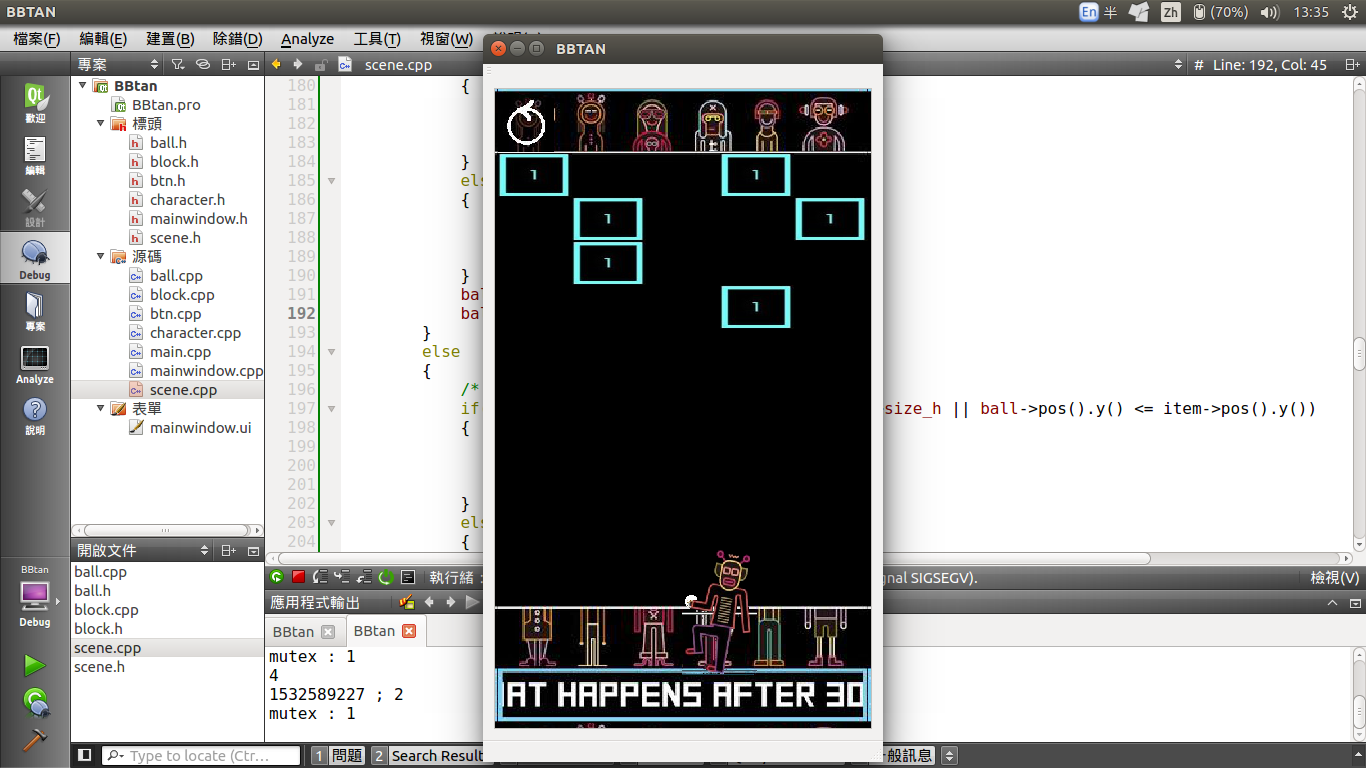 BBTAN
En 半 Zh (70%) 13:35
檔案(F) 編輯(E) 建置(B) 除錯(D) Analyze 工具(T) 視窗(W)
BBTAN
專案
scene.cpp
# Line: 192, Col: 45
Qt
歡迎
編輯
設計
Debug
專案
Analyze
說明
BBtan
BBtan.pro
標頭
ball.h
block.h
btn.h
character.h
mainwindow.h
scene.h
源碼
ball.cpp
block.cpp
btn.cpp
character.cpp
main.cpp
mainwindow.cpp
scene.cpp
表單
mainwindow.ui
180 {
181
182
183
184 }
185 els
186 {
187
188
189
190 }
191 bal
192 bal
193 }
194 else
195 {
196 /*
197 if size_h || ball->pos().y() <= item->pos().y())
198 {
199
200
201
202 }
203 els
204 {
1 1
1 1
1
1
AT HAPPENS AFTER 30
開啟文件
ball.cpp
ball.h
block.cpp
block.h
scene.cpp
scene.h
BBtan
Debug
執行緒 : gnal SIGSEGV). 檢視(V)
應用程式輸出
BBtan BBtan
mutex : 1
4
1532589227 ; 2
mutex : 1
Type to locate (Ctr... 1 問題 2 Search Result 般訊息